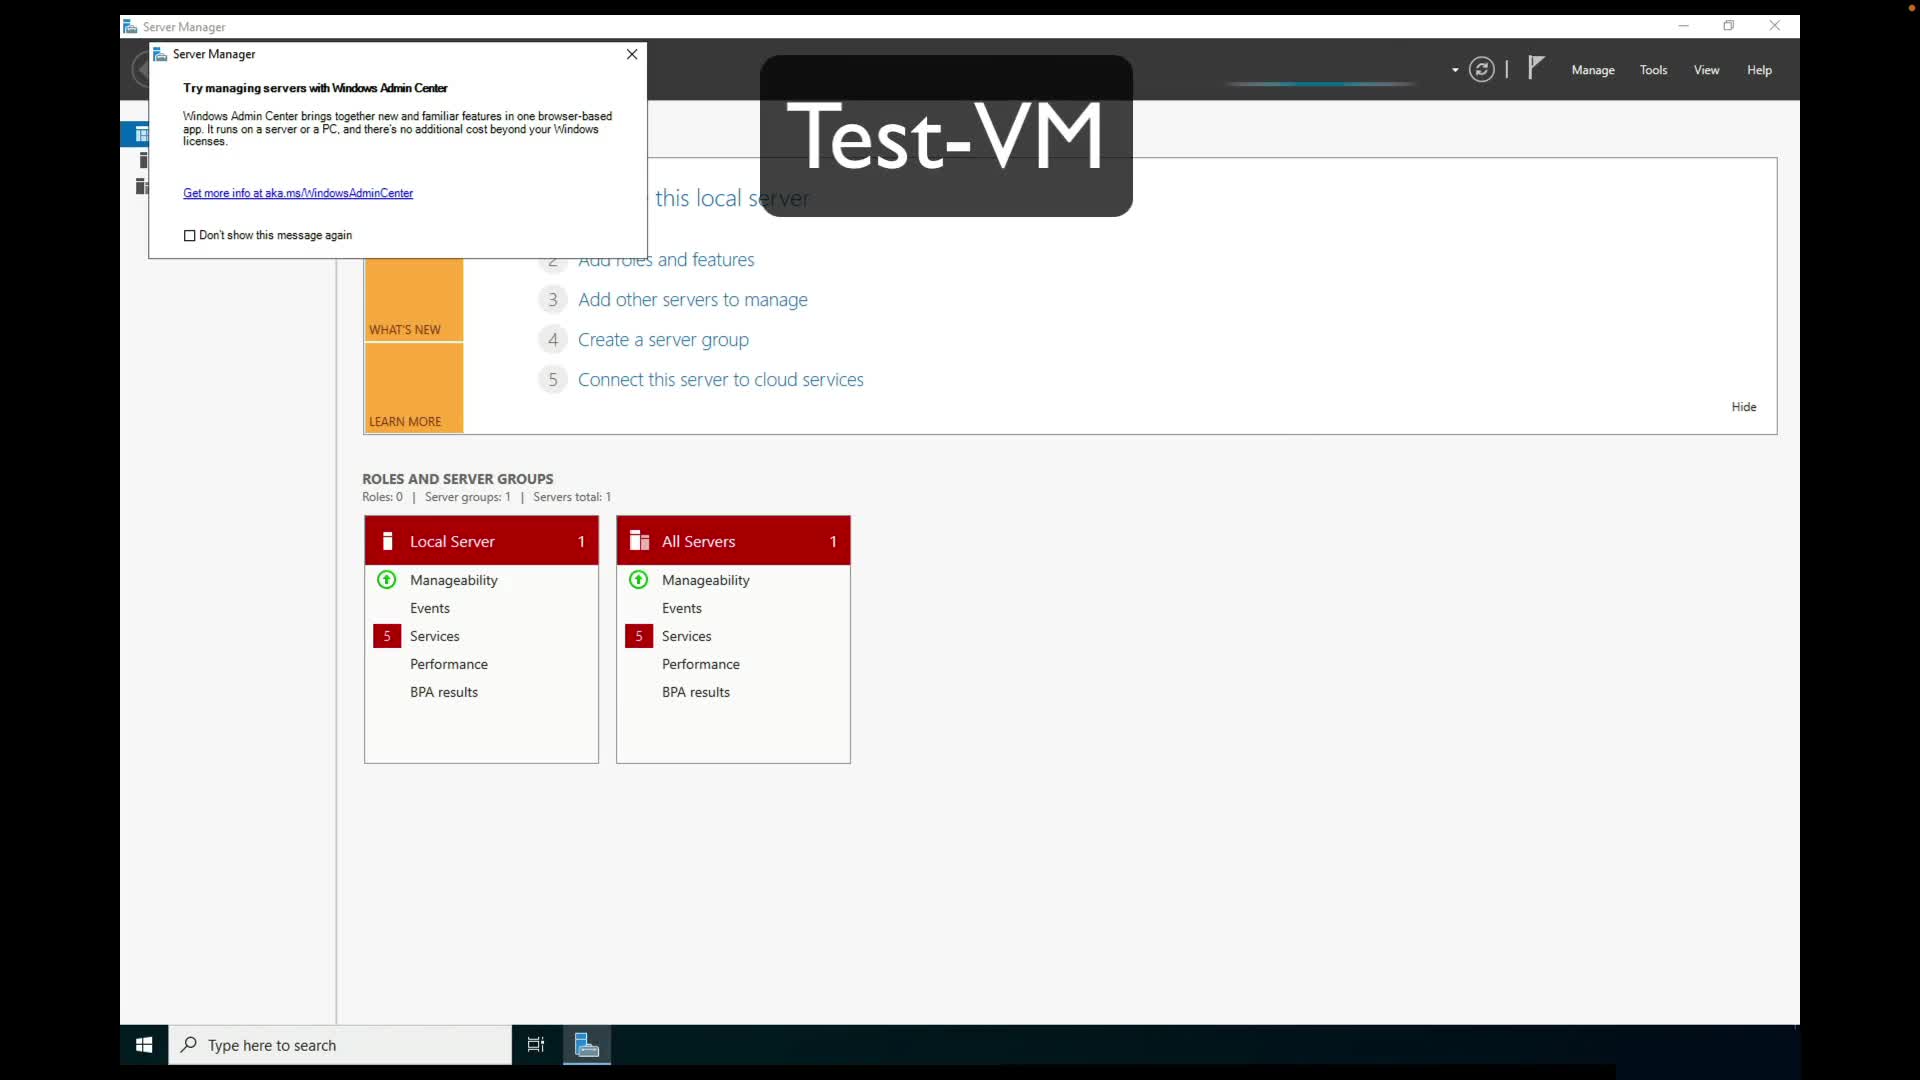 Server Manager
Server Manager
Try managing servers with Windows Admin Center
Windows Admin Center brings together new and familiar features in one browser-based
app. It runs on a server or a PC, and there's no additional cost beyond your Windows
licenses.
Get more info at aka.ms/WindowsAdminCenter
Don't show this message again
Test-VM
Manage
Tools
View
Help
this local server
2 Add roles and features
3 Add other servers to manage
4 Create a server group
5 Connect this server to cloud services
WHAT'S NEW
LEARN MORE
Hide
ROLES AND SERVER GROUPS
Roles: 0 | Server groups: 1 | Servers total: 1
Local Server 1
Manageability
Events
5 Services
Performance
BPA results
All Servers 1
Manageability
Events
5 Services
Performance
BPA results
Type here to search